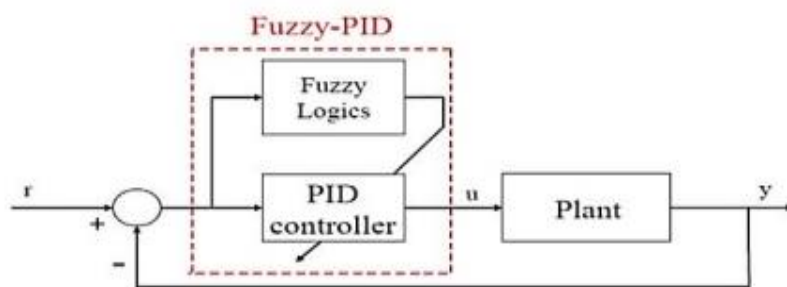 Fuzzy-PID
Fuzzy
Logics
r
+
-
PID
controller
u
Plant
y